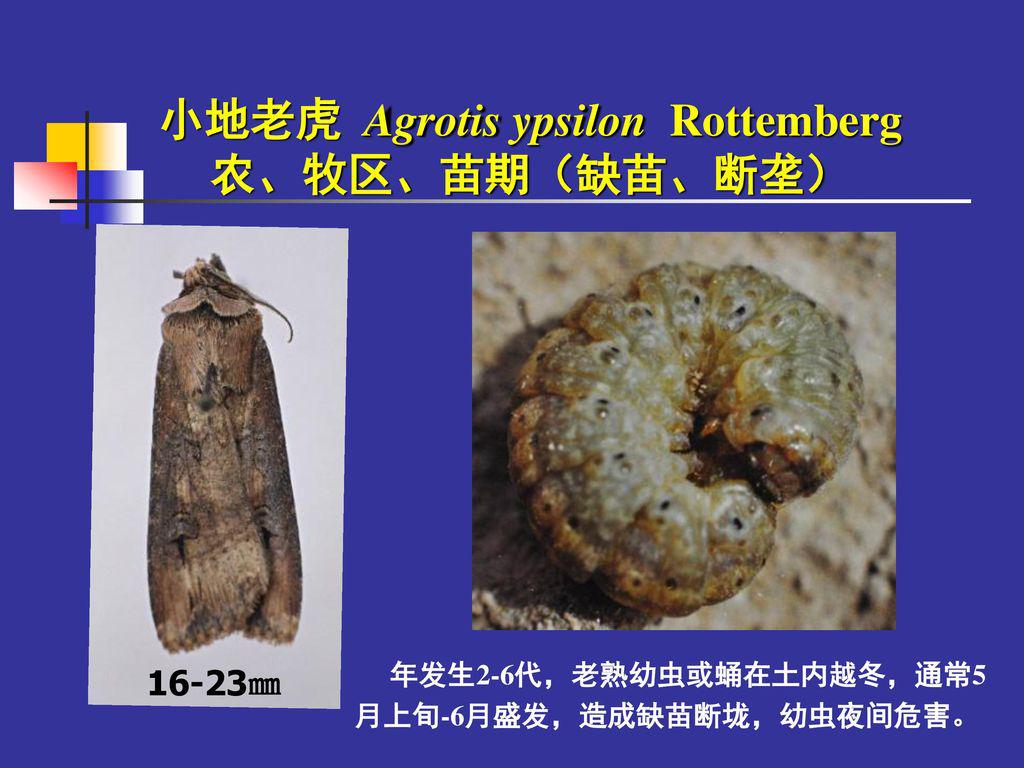 小地老虎 Agrotis ypsilon Rottemberg
农、牧区、苗期（缺苗、断垄）
16-23㎜
年发生2-6代，老熟幼虫或蛹在土内越冬，通常5
月上旬-6月盛发，造成缺苗断垅，幼虫夜间危害。